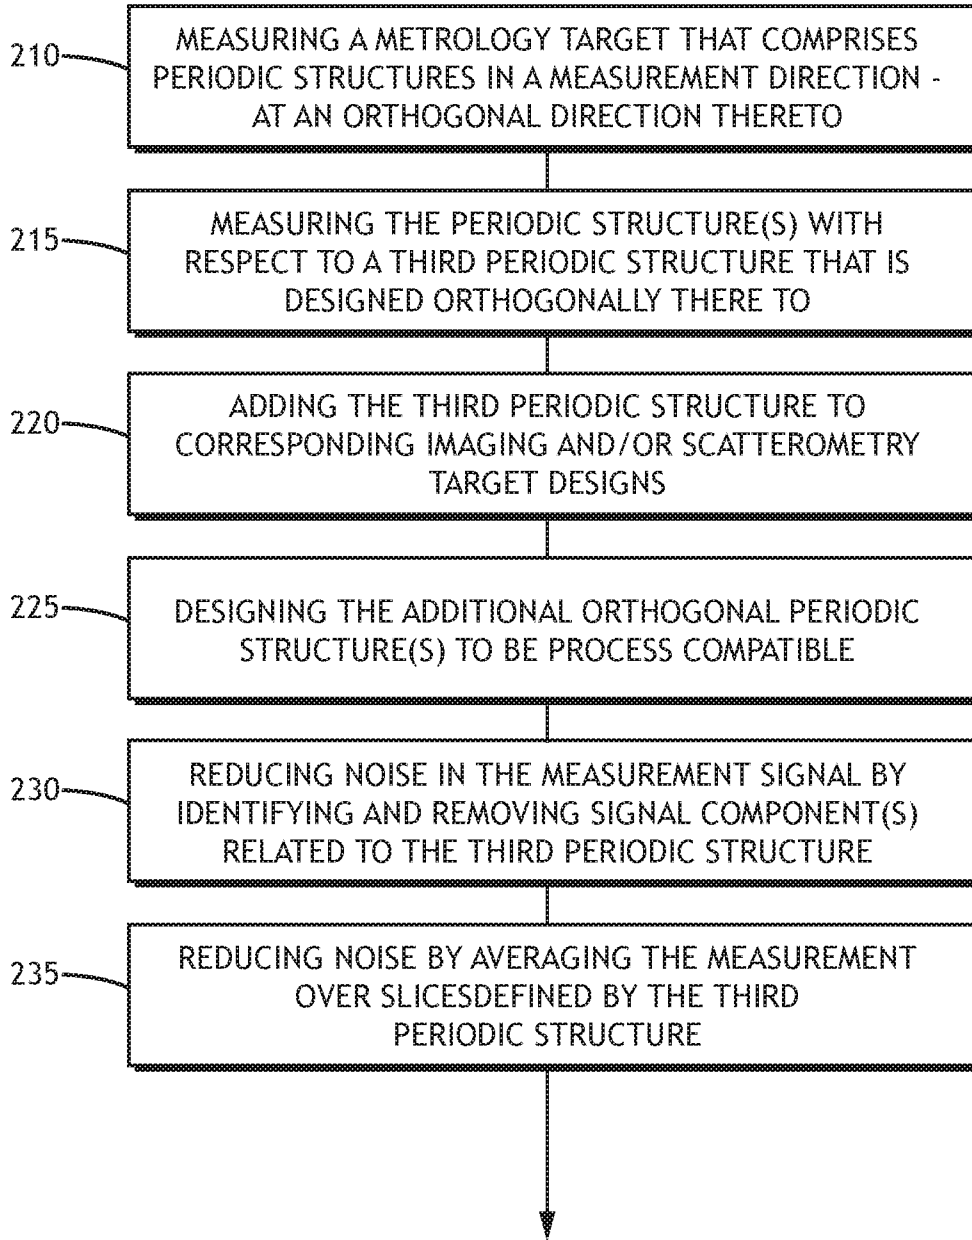 210
MEASURING A METROLOGY TARGET THAT COMPRISES
PERIODIC STRUCTURES IN A MEASUREMENT DIRECTION -
AT AN ORTHOGONAL DIRECTION THERETO
215
MEASURING THE PERIODIC STRUCTURE(S) WITH
RESPECT TO A THIRD PERIODIC STRUCTURE THAT IS
DESIGNED ORTHOGONALLY THERE TO
220
ADDING THE THIRD PERIODIC STRUCTURE TO
CORRESPONDING IMAGING AND/OR SCATTEROMETRY
TARGET DESIGNS
225
DESIGNING THE ADDITIONAL ORTHOGONAL PERIODIC
STRUCTURE(S) TO BE PROCESS COMPATIBLE
230
REDUCING NOISE IN THE MEASUREMENT SIGNAL BY
IDENTIFYING AND REMOVING SIGNAL COMPONENT(S)
RELATED TO THE THIRD PERIODIC STRUCTURE
235
REDUCING NOISE BY AVERAGING THE MEASUREMENT
OVER SLICESDEFINED BY THE THIRD
PERIODIC STRUCTURE